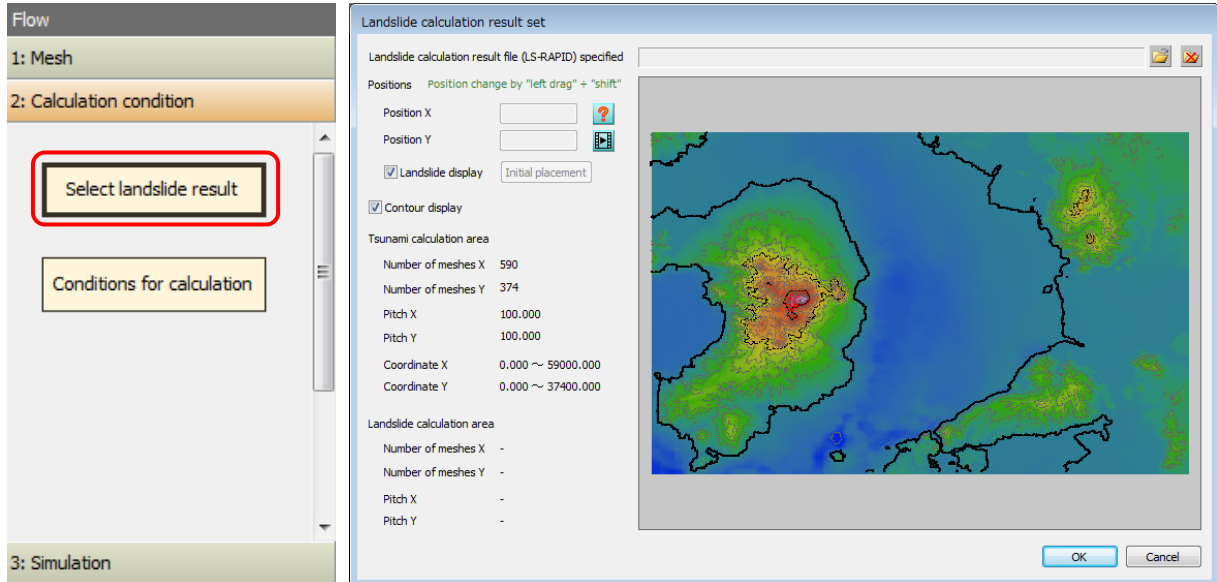 Flow
1: Mesh
2: Calculation condition
Select landslide result
Conditions for calculation
3: Simulation
Landslide calculation result set
Landslide calculation result file (LS-RAPID) specified
Positions Position change by "left drag" + "shift"
Position X
Position Y
Landslide display Initial placement
Contour display
Tsunami calculation area
Number of meshes X 590
Number of meshes Y 374
Pitch X 100.000
Pitch Y 100.000
Coordinate X 0.000 ~ 59000.000
Coordinate Y 0.000 ~ 37400.000
Landslide calculation area
Number of meshes X -
Number of meshes Y -
Pitch X -
Pitch Y -
OK Cancel